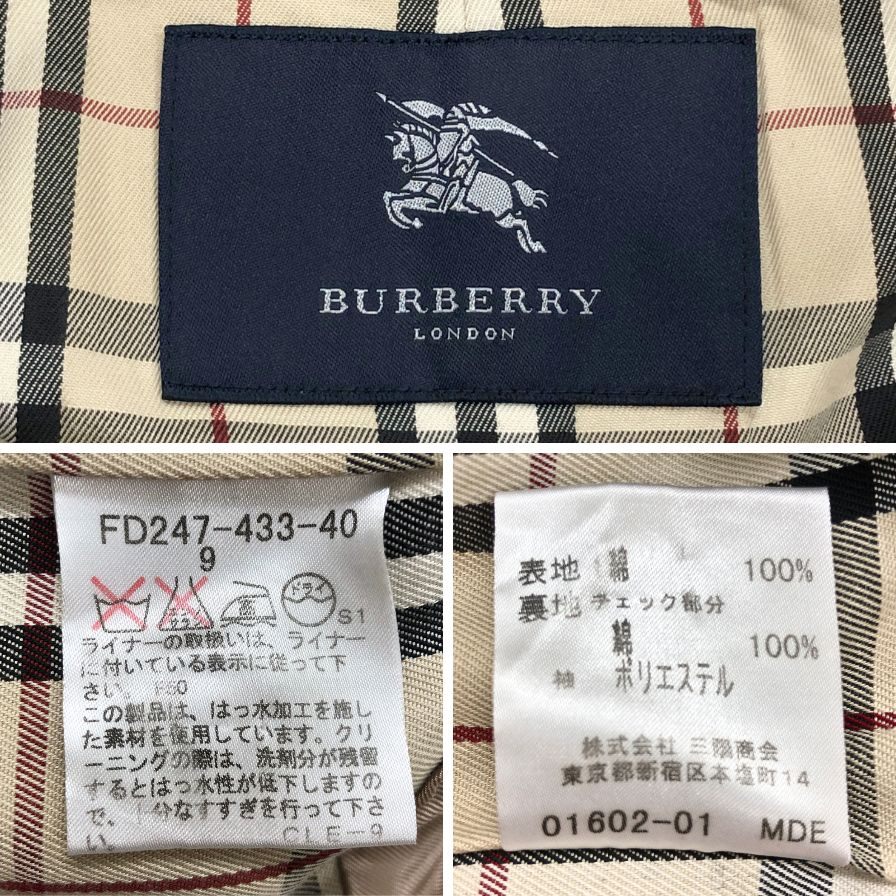 BURBERRY
LONDON
FD247-433-40
9
サラシ
ドライ
S1
ライナーの取扱いは、ライナー
に付いている表示に従って下
さい。 F60
この製品は、はっ水加工を施し
た素材を使用しています。クリ
ーニングの際は、洗剤分が残留
するとはっ水性が低下しますの
で、十分なすすぎを行って下さ
い。 CLE-9
表地 綿 100%
裏地 チェック部分
綿 100%
袖 ポリエステル
株式会社 三陽商会
東京都新宿区本塩町14
01602-01 MDE